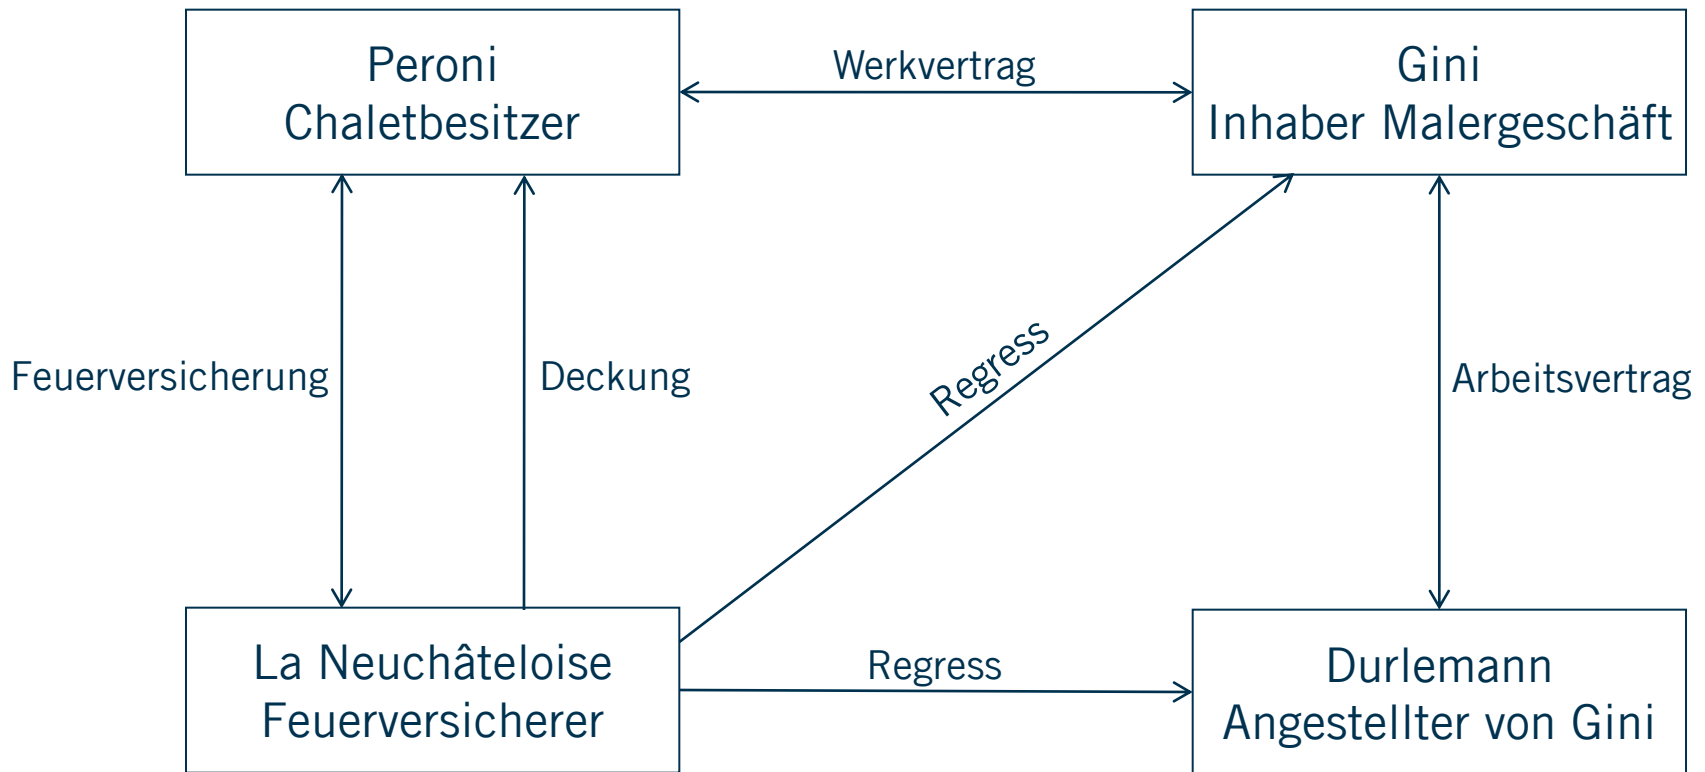 Peroni
Chaletbesitzer
Werkvertrag
Gini
Inhaber Malergeschäft
Feuerversicherung
Deckung
Regress
Arbeitsvertrag
La Neuchâteloise
Feuerversicherer
Regress
Durlemann
Angestellter von Gini